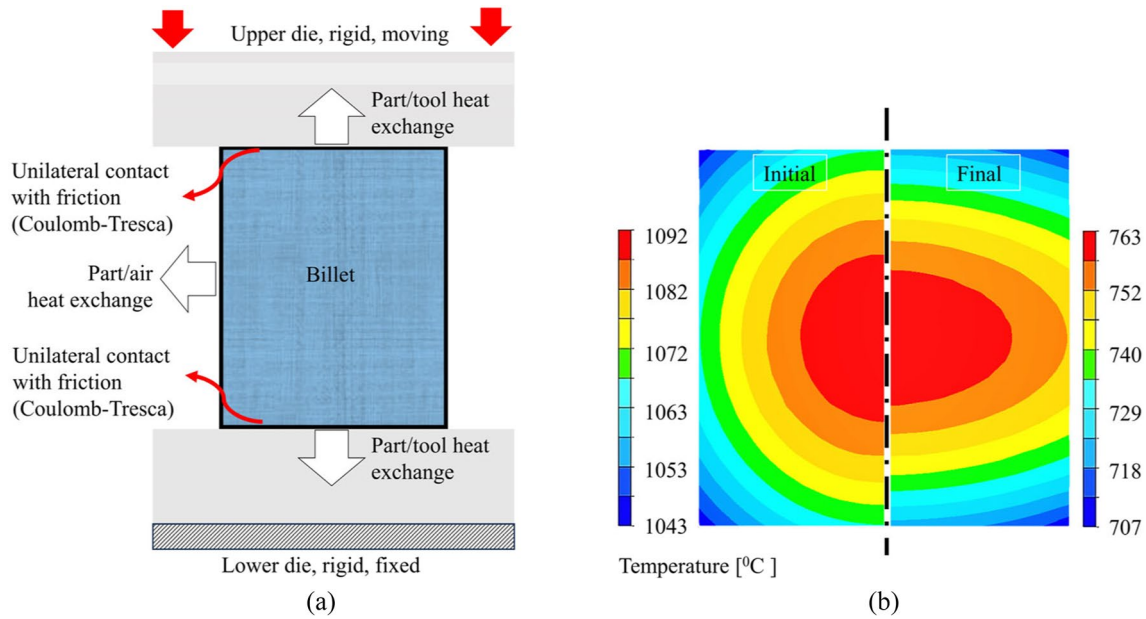 Upper die, rigid, moving
Part/tool heat
exchange
Unilateral contact
with friction
(Coulomb-Tresca)
Part/air
heat exchange
Billet
Unilateral contact
with friction
(Coulomb-Tresca)
Part/tool heat
exchange
Lower die, rigid, fixed
(a)
Initial
Final
1092
1082
1072
1063
1053
1043
763
752
740
729
718
707
Temperature [⁰C ]
(b)